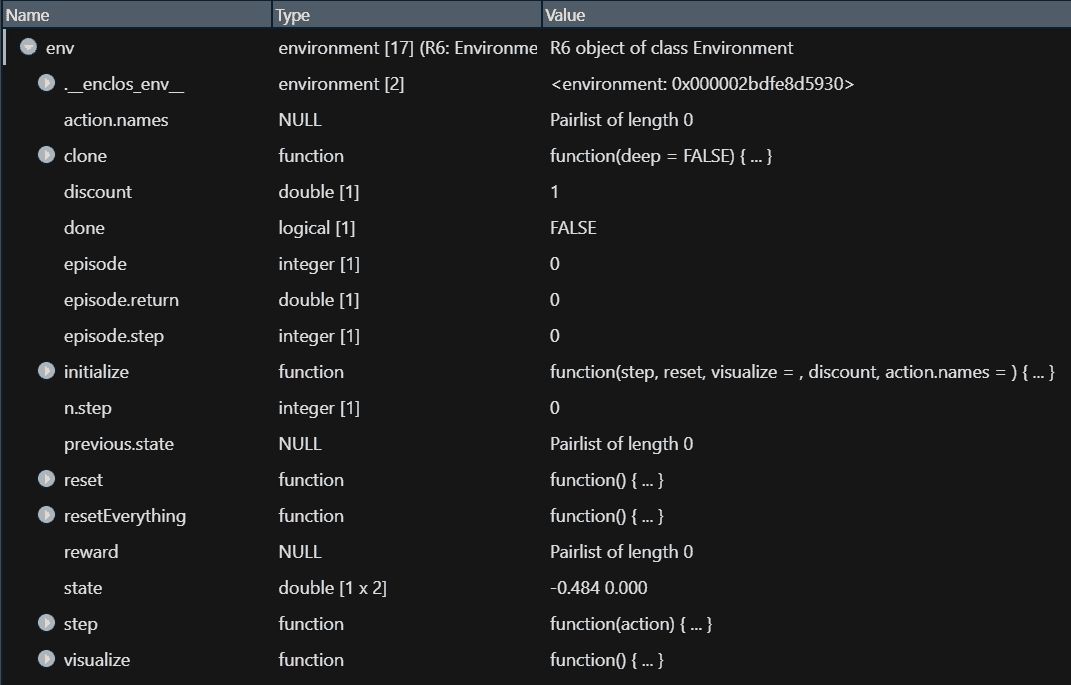 Name Type Value
env environment [17] (R6: Environme R6 object of class Environment
.__enclos_env__ environment [2] <environment: 0x000002bdfe8d5930>
action.names NULL Pairlist of length 0
clone function function(deep = FALSE) { ... }
discount double [1] 1
done logical [1] FALSE
episode integer [1] 0
episode.return double [1] 0
episode.step integer [1] 0
initialize function function(step, reset, visualize = , discount, action.names = ) { ... }
n.step integer [1] 0
previous.state NULL Pairlist of length 0
reset function function() { ... }
resetEverything function function() { ... }
reward NULL Pairlist of length 0
state double [1 x 2] -0.484 0.000
step function function(action) { ... }
visualize function function() { ... }